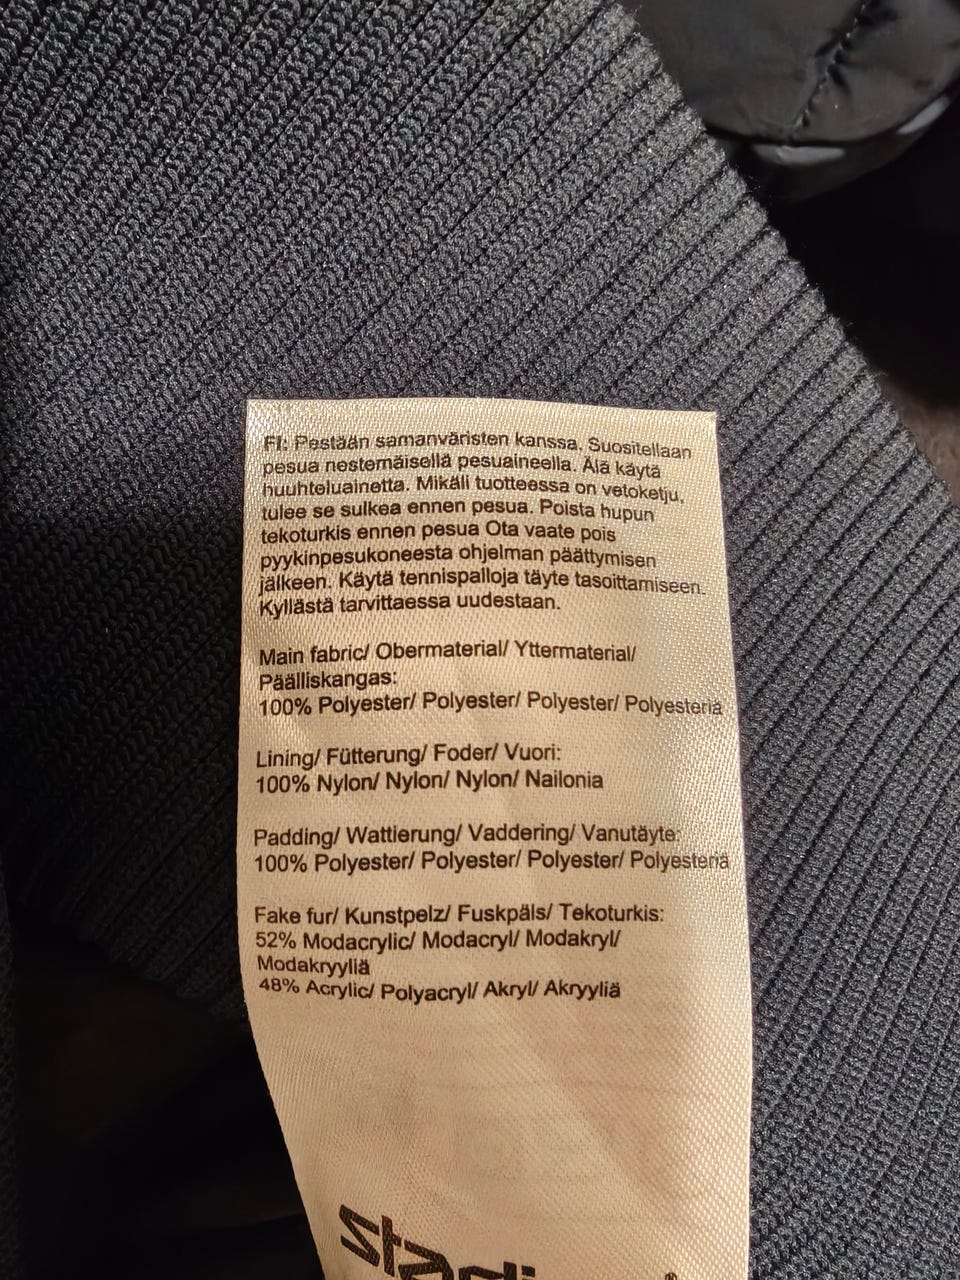 FI: Pestään samanväristen kanssa. Suositellaan
pesua nestemäisellä pesuaineella. Älä käytä
huuhteluainetta. Mikäli tuotteessa on vetoketju,
tulee se sulkea ennen pesua. Poista hupun
tekoturkis ennen pesua Ota vaate pois
pyykinpesukoneesta ohjelman päättymisen
jälkeen. Käytä tennispalloja täyte tasoittamiseen.
Kyllästä tarvittaessa uudestaan.
Main fabric/ Obermaterial/ Yttermaterial/
Päälliskangas:
100% Polyester/ Polyester/ Polyester/ Polyesteriä
Lining/ Fütterung/ Foder/ Vuori:
100% Nylon/ Nylon/ Nylon/ Nailonia
Padding/ Wattierung/ Vaddering/ Vanutäyte:
100% Polyester/ Polyester/ Polyester/ Polyesteriä
Fake fur/ Kunstpelz/ Fuskpäls/ Tekoturkis:
52% Modacrylic/ Modacryl/ Modakryl/
Modakryyliä
48% Acrylic/ Polyacryl/ Akryl/ Akryyliä